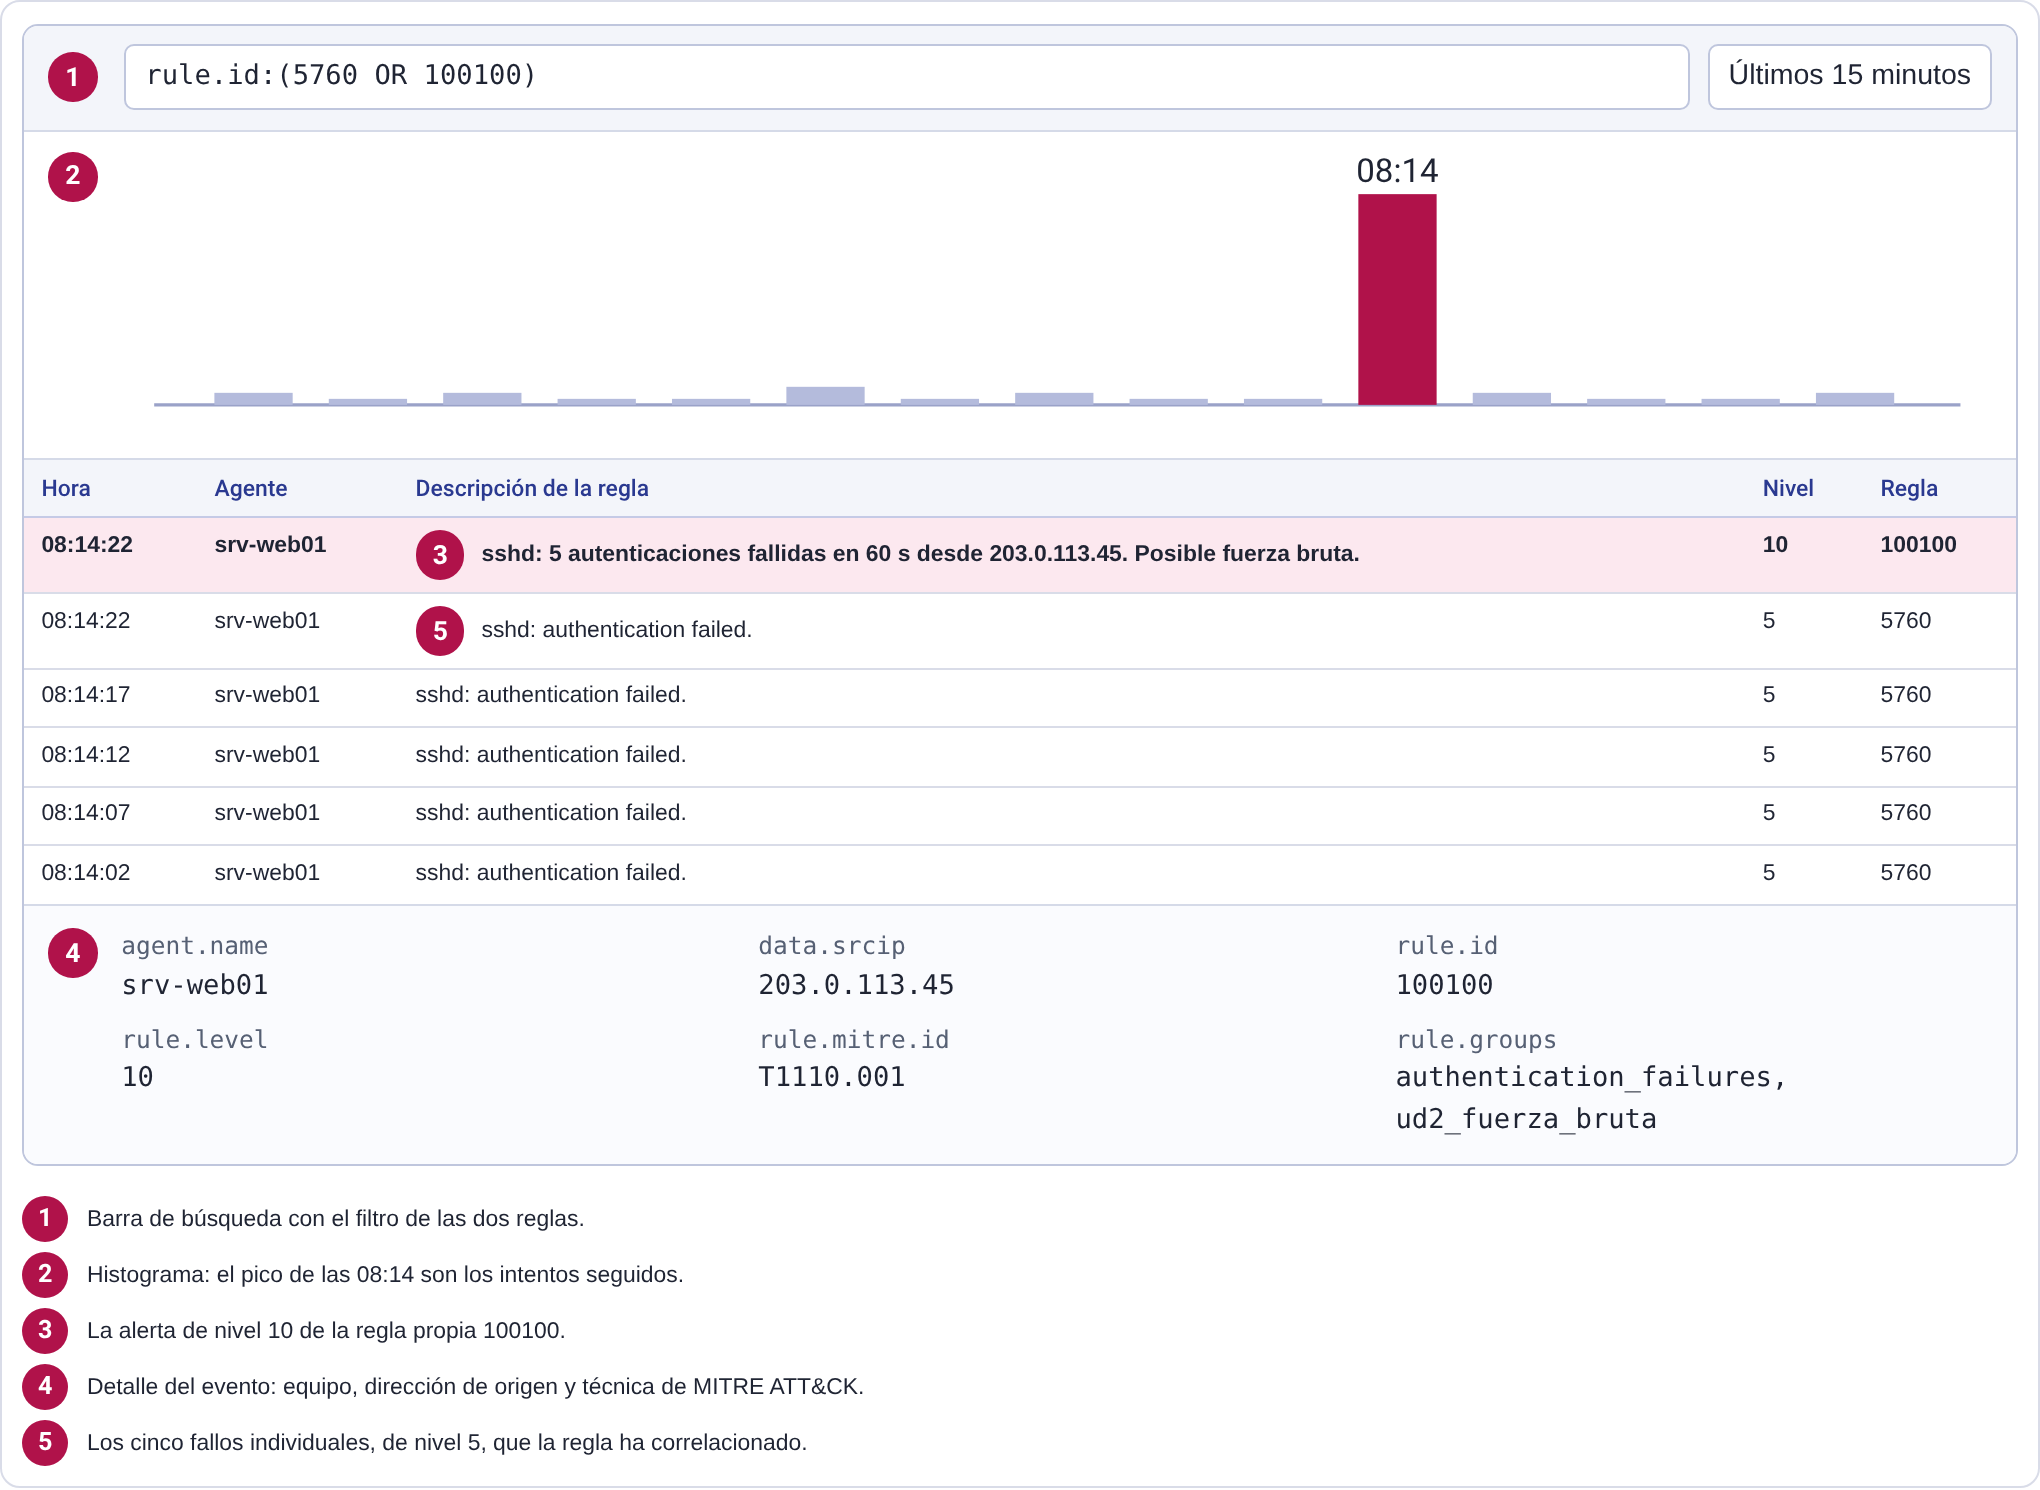 1 rule.id:(5760 OR 100100) Últimos 15 minutos
2
08:14
Hora Agente Descripción de la regla Nivel Regla
08:14:22 srv-web01 3 sshd: 5 autenticaciones fallidas en 60 s desde 203.0.113.45. Posible fuerza bruta. 10 100100
08:14:22 srv-web01 5 sshd: authentication failed. 5 5760
08:14:17 srv-web01 sshd: authentication failed. 5 5760
08:14:12 srv-web01 sshd: authentication failed. 5 5760
08:14:07 srv-web01 sshd: authentication failed. 5 5760
08:14:02 srv-web01 sshd: authentication failed. 5 5760
4 agent.name data.srcip rule.id
srv-web01 203.0.113.45 100100
rule.level rule.mitre.id rule.groups
10 T1110.001 authentication_failures,
ud2_fuerza_bruta
1 Barra de búsqueda con el filtro de las dos reglas.
2 Histograma: el pico de las 08:14 son los intentos seguidos.
3 La alerta de nivel 10 de la regla propia 100100.
4 Detalle del evento: equipo, dirección de origen y técnica de MITRE ATT&CK.
5 Los cinco fallos individuales, de nivel 5, que la regla ha correlacionado.